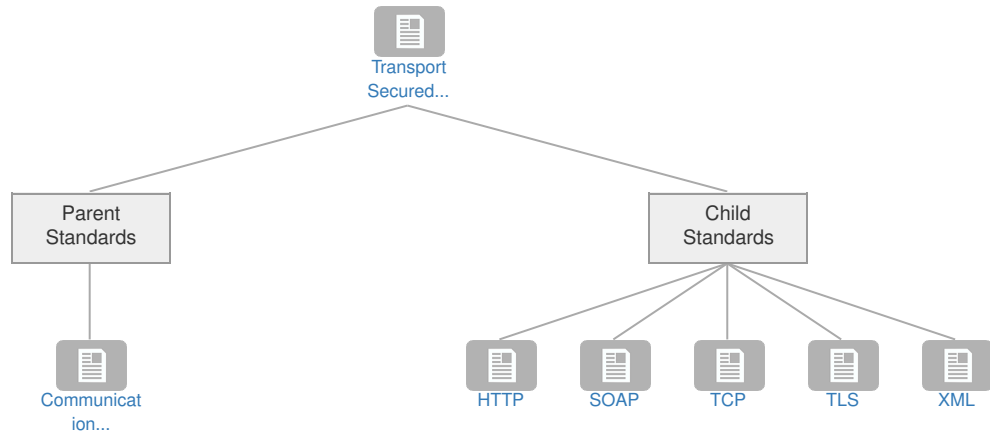 Transport
Secured...
Parent
Standards
Child
Standards
Communicat
ion...
HTTP
SOAP
TCP
TLS
XML